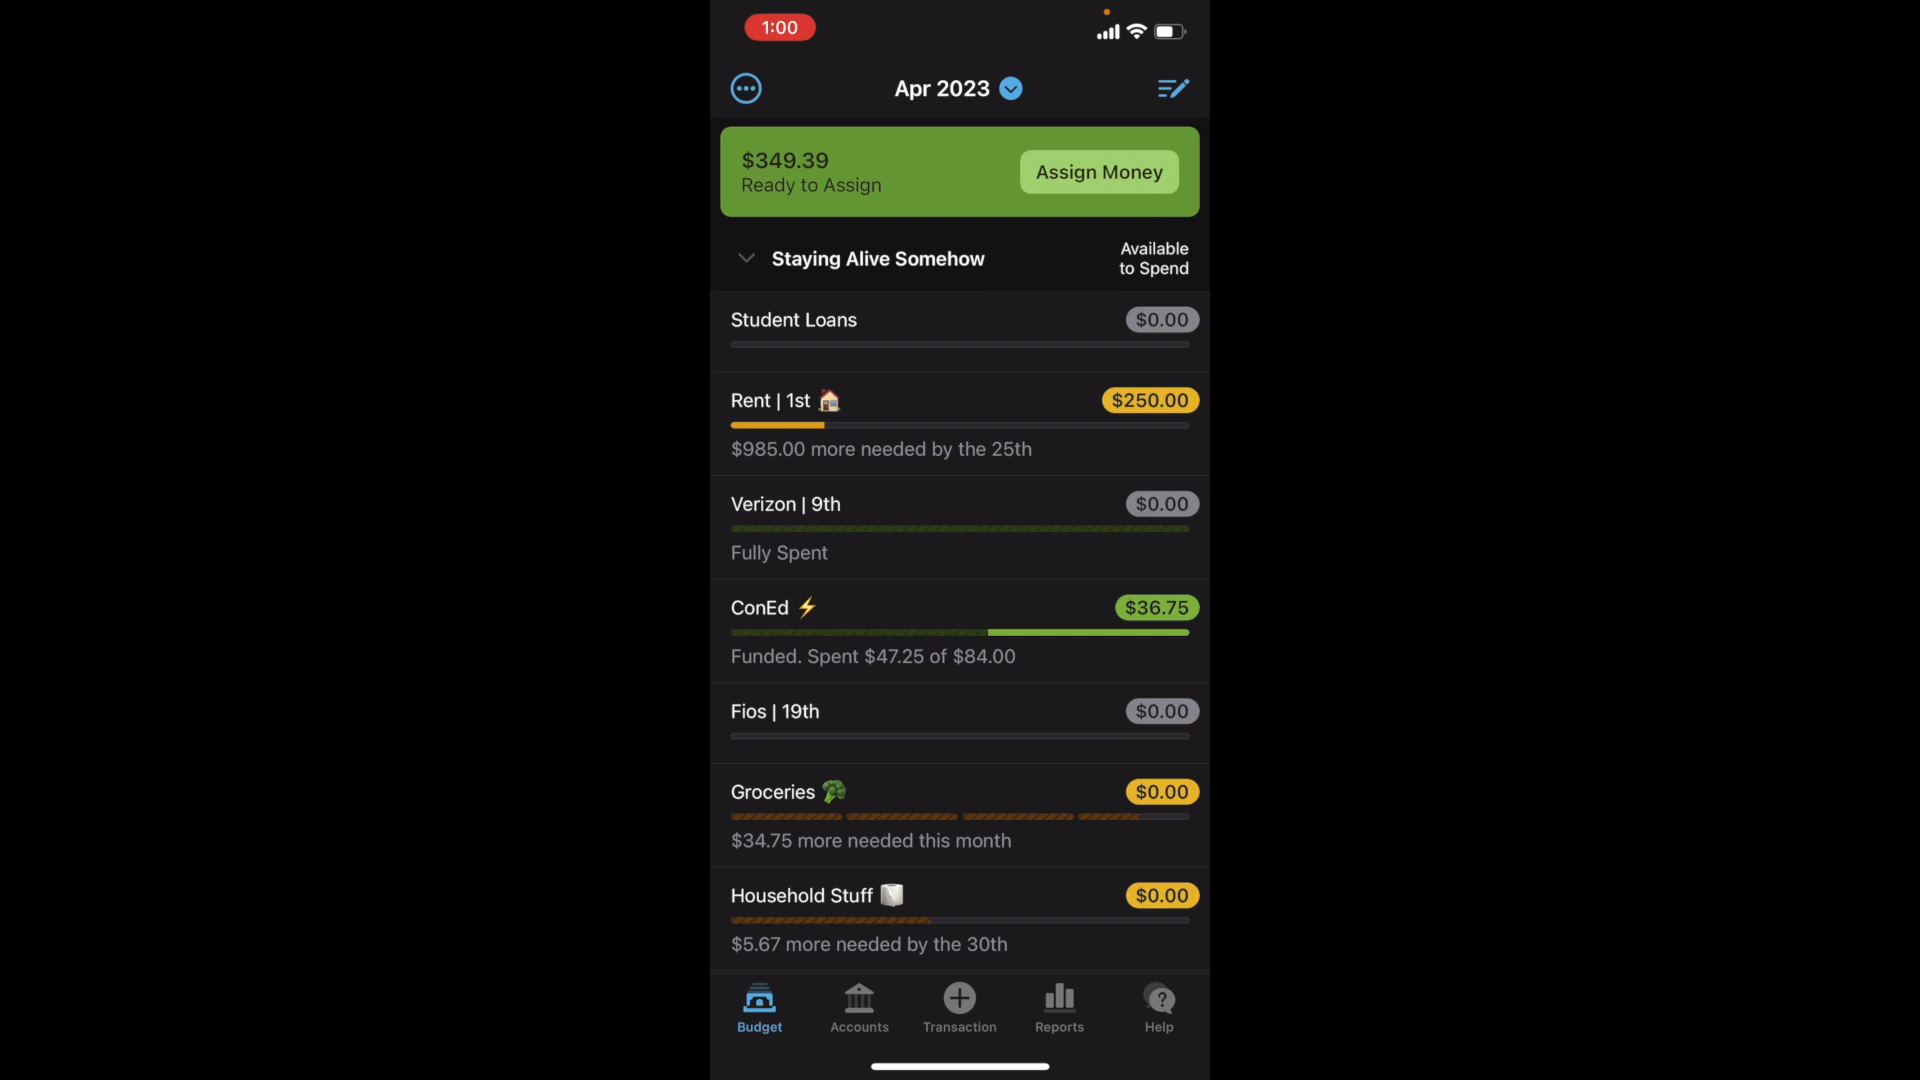 1:00
Apr 2023
$349.39
Ready to Assign
Assign Money
Staying Alive Somehow
Available
to Spend
Student Loans
$0.00
Rent | 1st
$250.00
$985.00 more needed by the 25th
Verizon | 9th
$0.00
Fully Spent
ConEd
$36.75
Funded. Spent $47.25 of $84.00
Fios | 19th
$0.00
Groceries
$0.00
$34.75 more needed this month
Household Stuff
$0.00
$5.67 more needed by the 30th
Budget
Accounts
Transaction
Reports
Help